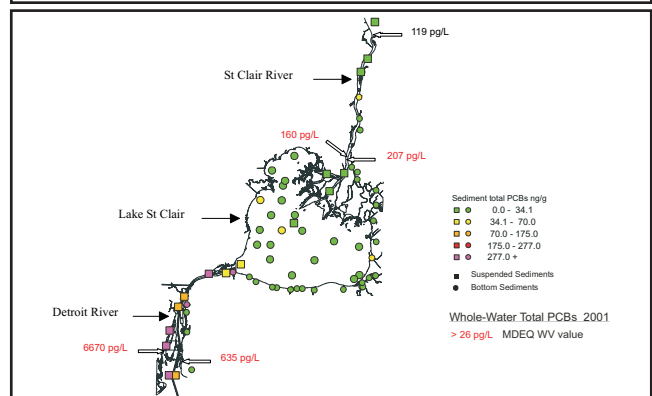 119 pg/L
St Clair River
160 pg/L
207 pg/L
Lake St Clair
Sediment total PCBs ng/g
0.0 - 34.1
34.1 - 70.0
70.0 - 175.0
175.0 - 277.0
277.0 +
Suspended Sediments
Bottom Sediments
Detroit River
Whole-Water Total PCBs 2001
> 26 pg/L MDEQ WV value
6670 pg/L
635 pg/L